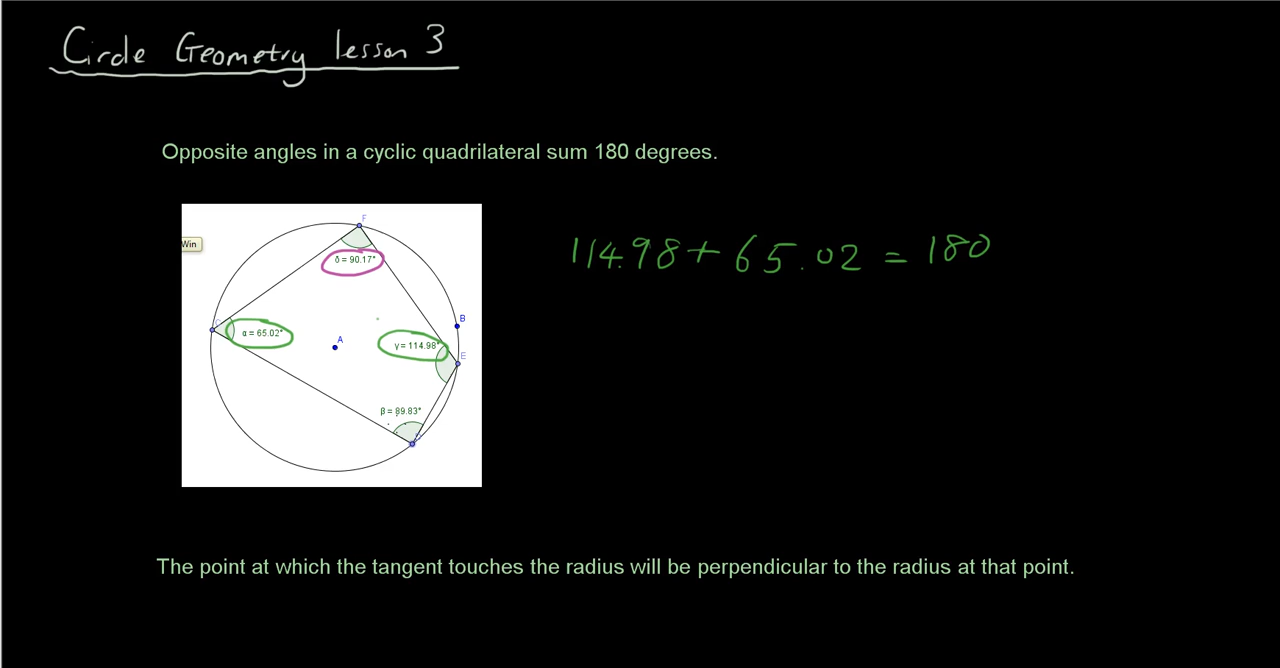 Circle Geometry lesson 3
Opposite angles in a cyclic quadrilateral sum 180 degrees.
F
Win
δ = 90.17°
114.98 + 65.02 = 180
B
α = 65.02°
A
γ = 114.98°
E
β = 89.83°
The point at which the tangent touches the radius will be perpendicular to the radius at that point.